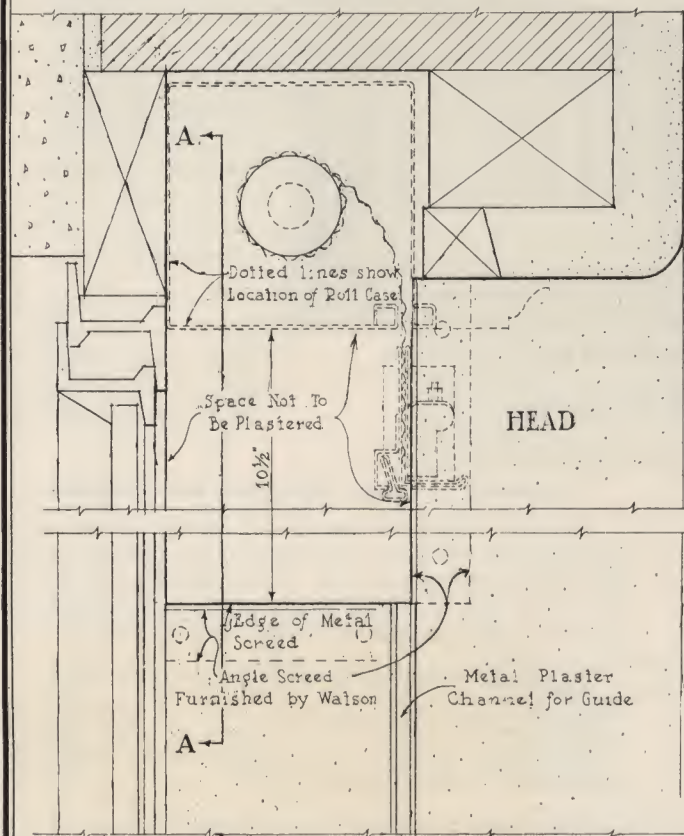 A
Dotted lines show
Location of Roll Case
Space Not To
Be Plastered
10½"
HEAD
Edge of Metal
Screed
Angle Screed
Furnished by Watson
Metal Plaster
Channel for Guide
A